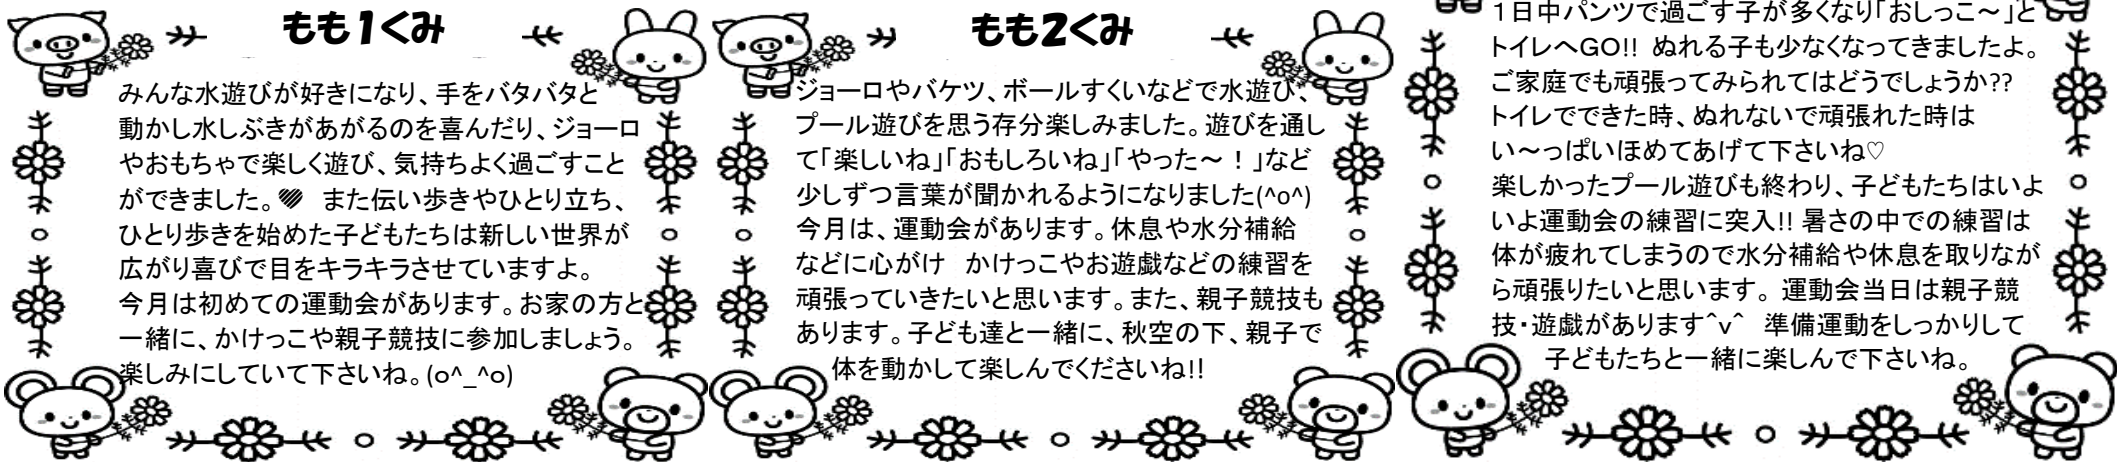 もも1くみ
みんな水遊びが好きになり、手をバタバタと
動かし水しぶきがあがるのを喜んだり、ジョーロ
やおもちゃで楽しく遊び、気持ちよく過ごすこと
ができました。 また伝い歩きやひとり立ち、
ひとり歩きを始めた子どもたちは新しい世界が
広がり喜びで目をキラキラさせていますよ。
今月は初めての運動会があります。お家の方と
一緒に、かけっこや親子競技に参加しましょう。
楽しみにしていて下さいね。(o^_^o)
もも2くみ
ジョーロやバケツ、ボールすくいなどで水遊び、
プール遊びを思う存分楽しみました。遊びを通し
て「楽しいね」「おもしろいね」「やった～！」など
少しずつ言葉が聞かれるようになりました(^o^)
今月は、運動会があります。休息や水分補給
などに心がけ かけっこやお遊戯などの練習を
頑張っていきたいと思います。また、親子競技も
あります。子ども達と一緒に、秋空の下、親子で
体を動かして楽しんでくださいね!!
1日中パンツで過ごす子が多くなり「おしっこ～」と
トイレへGO!! ぬれる子も少なくなってきましたよ。
ご家庭でも頑張ってみられてはどうでしょうか??
トイレでできた時、ぬれないで頑張れた時は
い～っぱいほめてあげて下さいね♡
楽しかったプール遊びも終わり、子どもたちはいよ
いよ運動会の練習に突入!! 暑さの中での練習は
体が疲れてしまうので水分補給や休息を取りなが
ら頑張りたいと思います。運動会当日は親子競
技・遊戯があります^v^ 準備運動をしっかりして
子どもたちと一緒に楽しんで下さいね。